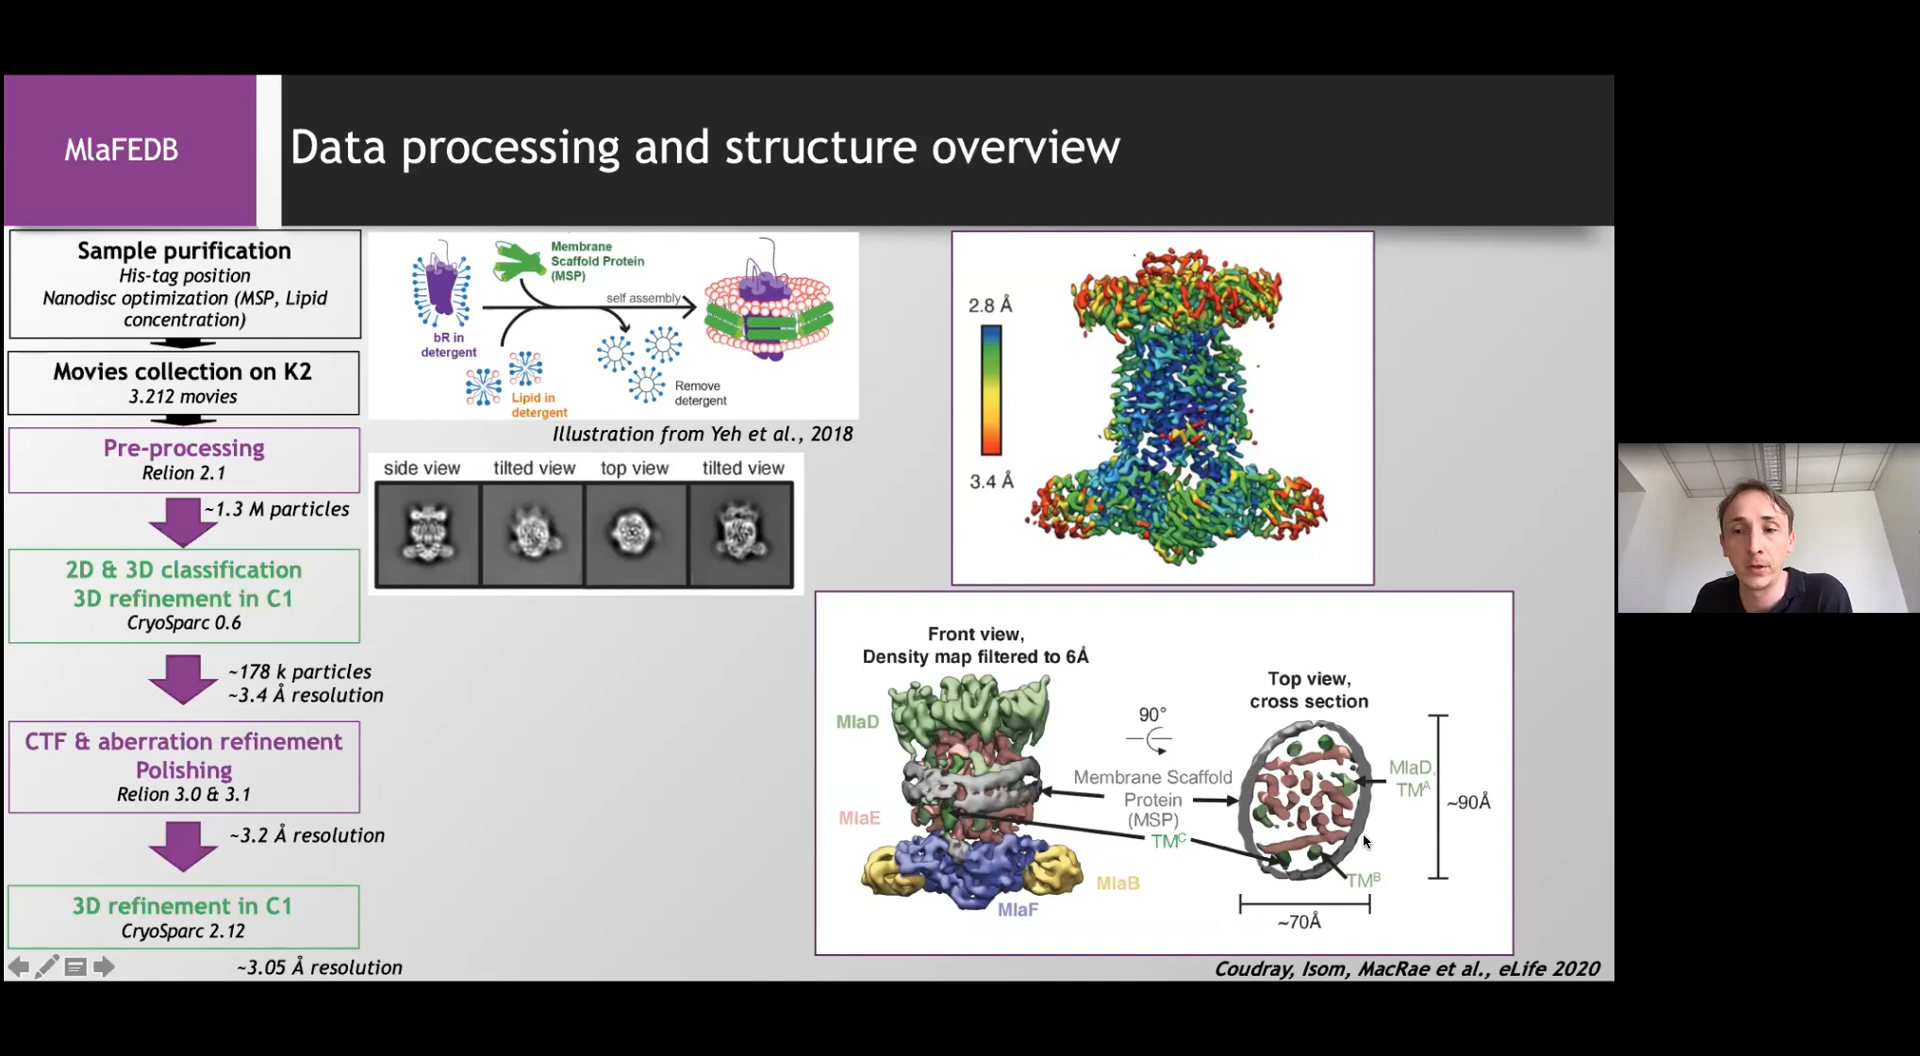 MlaFEDB
Data processing and structure overview
Sample purification
His-tag position
Nanodisc optimization (MSP, Lipid
concentration)
Movies collection on K2
3.212 movies
Pre-processing
Relion 2.1
~1.3 M particles
2D & 3D classification
3D refinement in C1
CryoSparc 0.6
~178 k particles
~3.4 Å resolution
CTF & aberration refinement
Polishing
Relion 3.0 & 3.1
~3.2 Å resolution
3D refinement in C1
CryoSparc 2.12
~3.05 Å resolution
Membrane
Scaffold Protein
(MSP)
self assembly
bR in
detergent
Lipid in
detergent
Remove
detergent
Illustration from Yeh et al., 2018
side view tilted view top view tilted view
2.8 Å
3.4 Å
Front view,
Density map filtered to 6Å
MlaD
MlaE
MlaB
MlaF
90°
Membrane Scaffold
Protein
(MSP)
TMᶜ
Top view,
cross section
MlaD,
TMᴬ
TMᴮ
~90Å
~70Å
Coudray, Isom, MacRae et al., eLife 2020